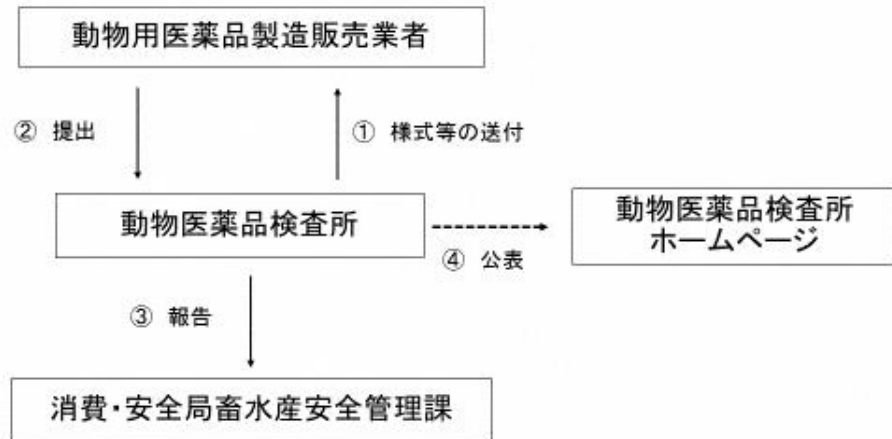 動物用医薬品製造販売業者
② 提出
① 様式等の送付
動物医薬品検査所
動物医薬品検査所
ホームページ
④ 公表
③ 報告
消費・安全局畜水産安全管理課